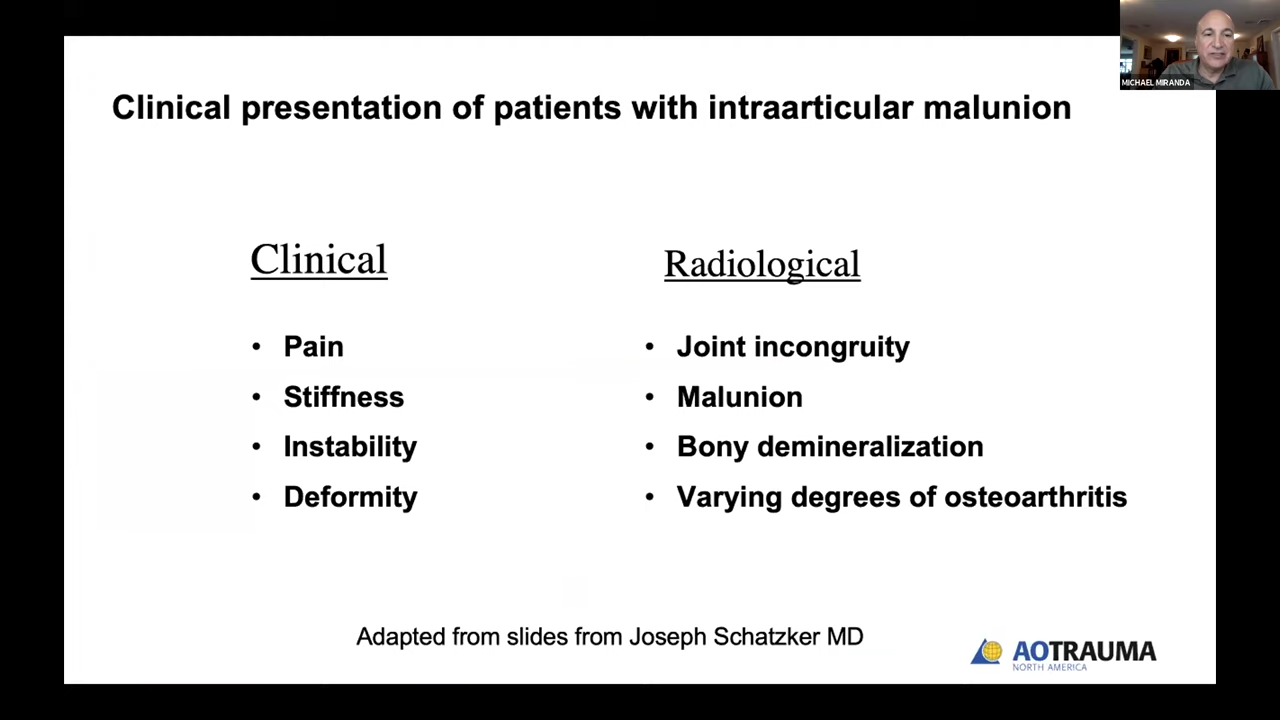 MICHAEL MIRANDA
Clinical presentation of patients with intraarticular malunion
Clinical
• Pain
• Stiffness
• Instability
• Deformity
Radiological
• Joint incongruity
• Malunion
• Bony demineralization
• Varying degrees of osteoarthritis
Adapted from slides from Joseph Schatzker MD
AOTRAUMA
NORTH AMERICA